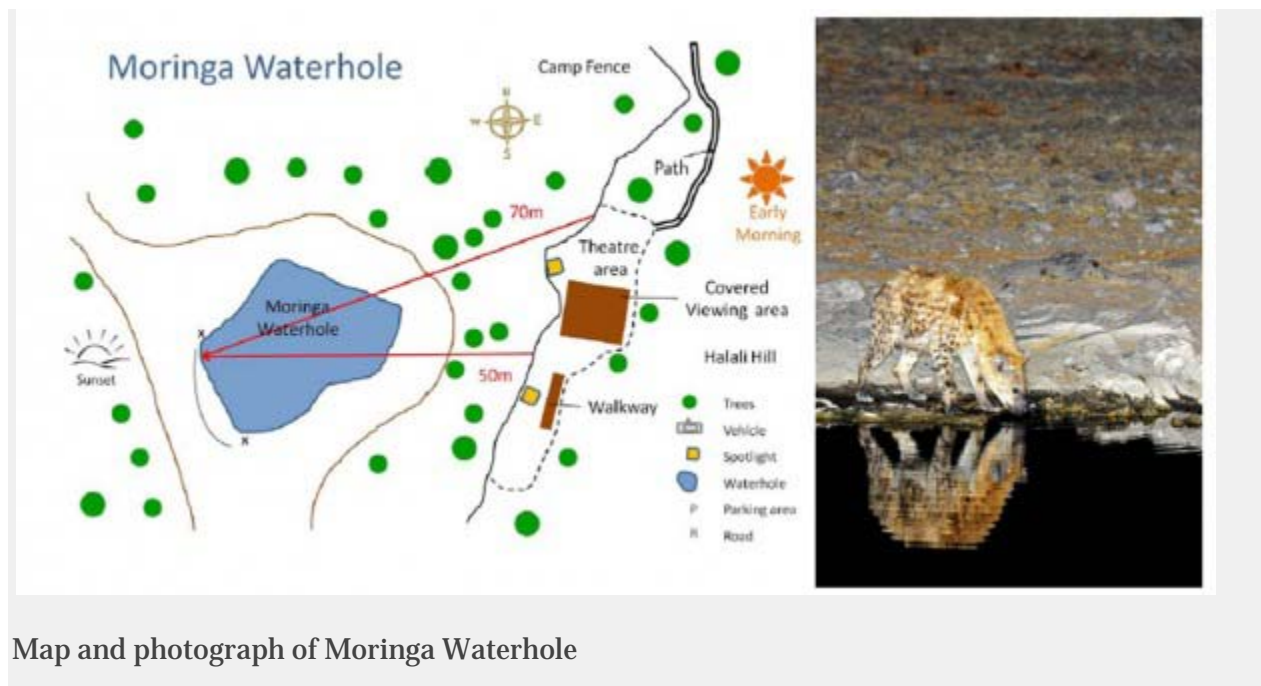 Moringa Waterhole
Camp Fence
N
W
E
S
Path
70m
Early
Morning
Theatre
area
Covered
Viewing area
Moringa
Waterhole
x
Sunset
Halali Hill
50m
Walkway
x
Trees
Vehicle
Spotlight
Waterhole
P Parking area
R Road
Map and photograph of Moringa Waterhole